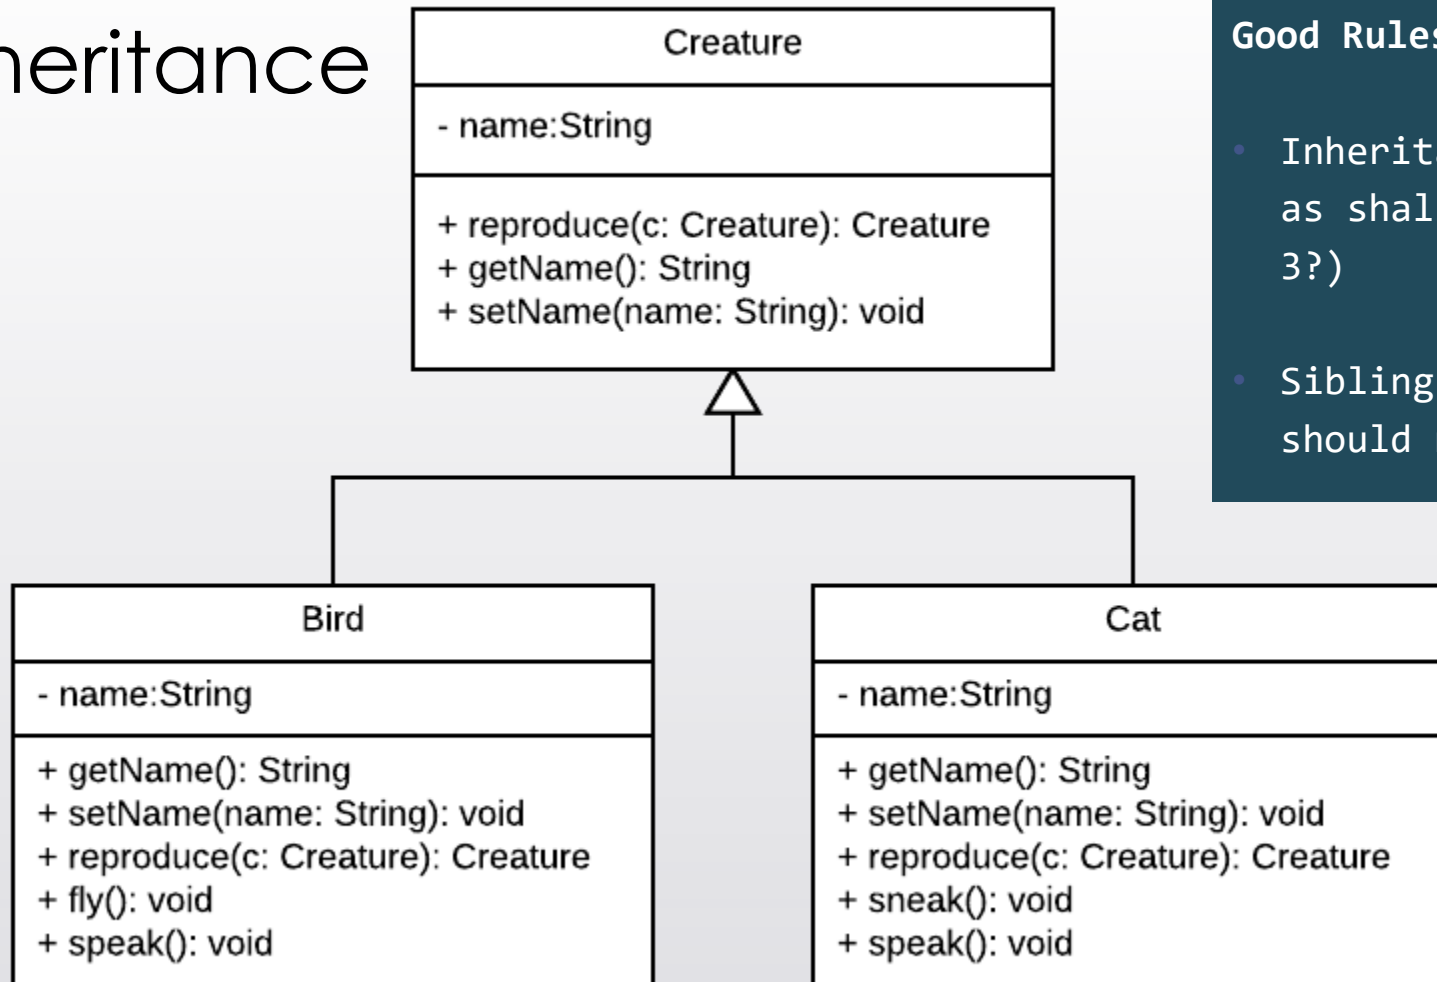 heritance
Creature
- name:String
+ reproduce(c: Creature): Creature
+ getName(): String
+ setName(name: String): void
Good Rules
• Inherita
as shal
3?)
• Sibling
should
Bird
- name:String
+ getName(): String
+ setName(name: String): void
+ reproduce(c: Creature): Creature
+ fly(): void
+ speak(): void
Cat
- name:String
+ getName(): String
+ setName(name: String): void
+ reproduce(c: Creature): Creature
+ sneak(): void
+ speak(): void